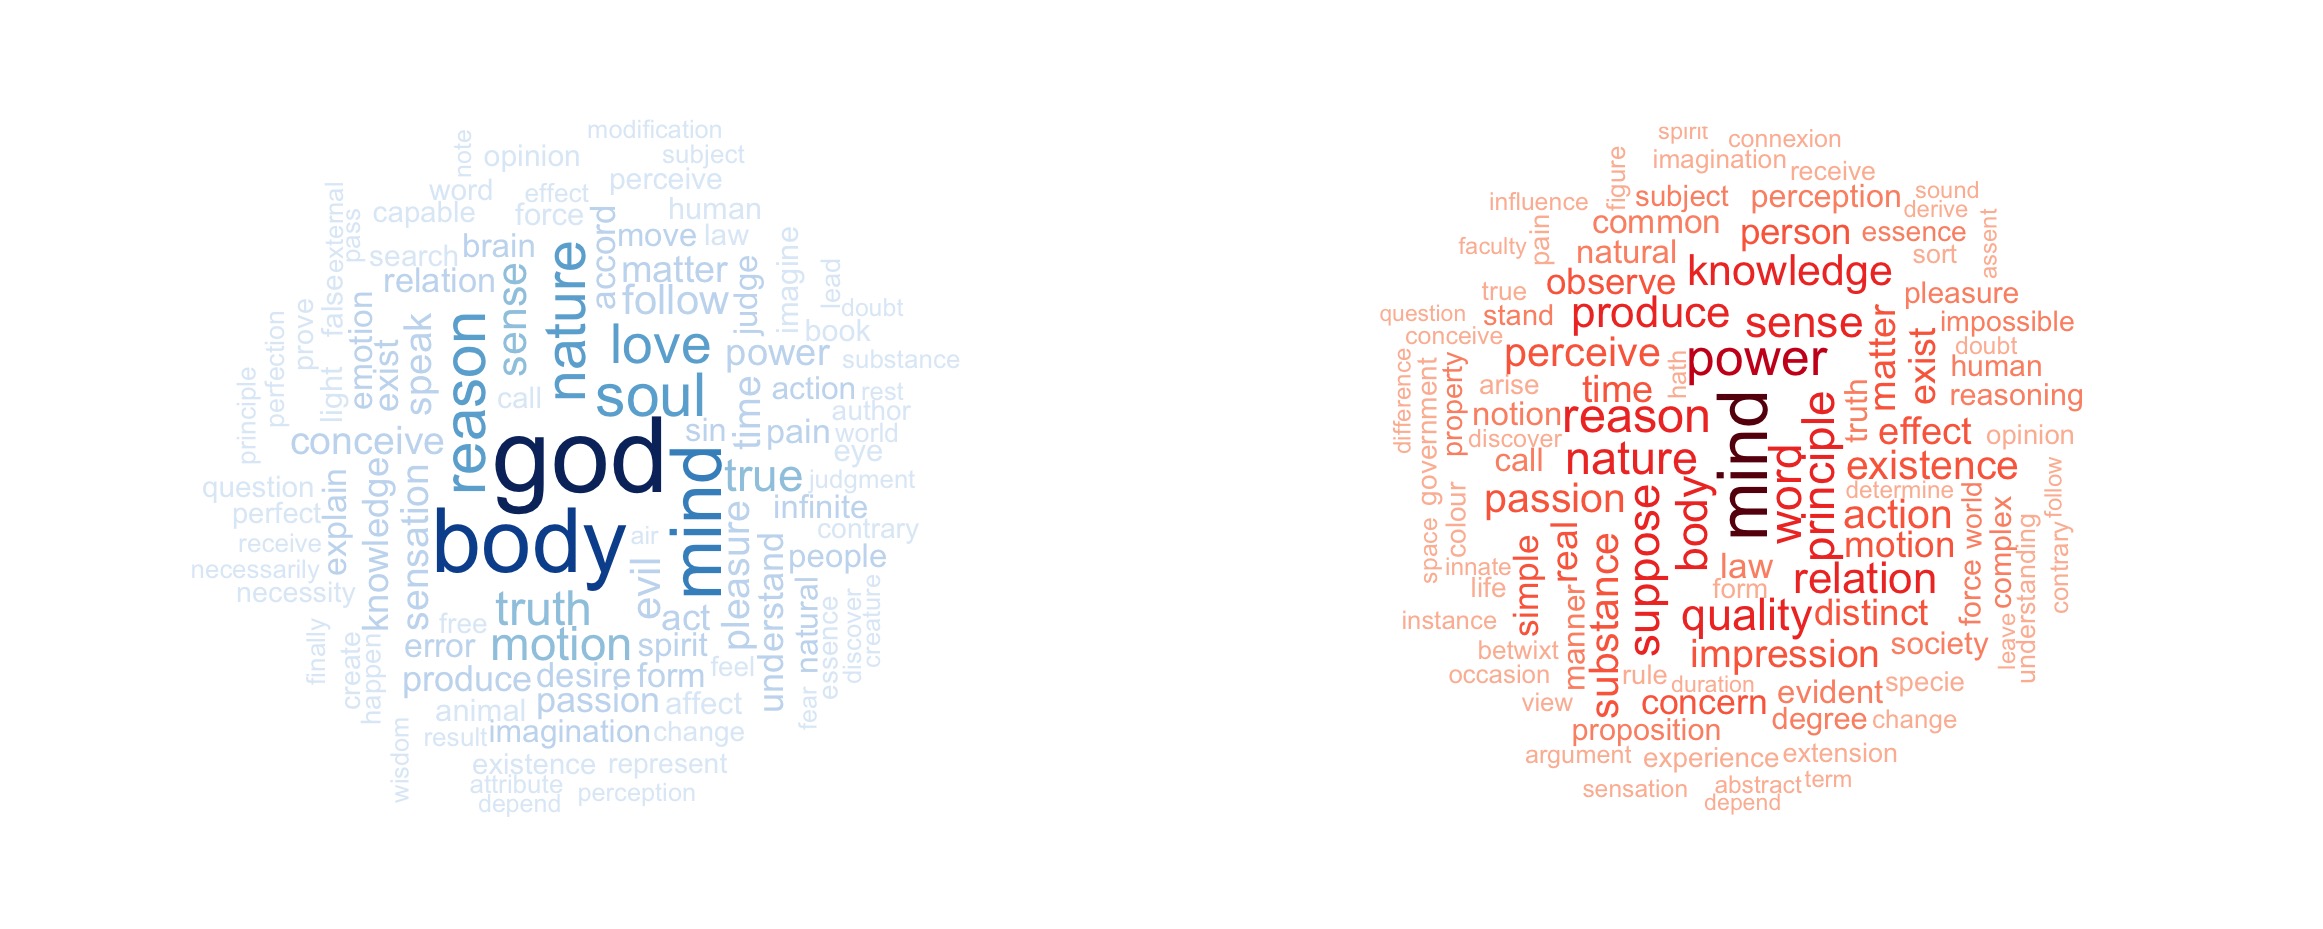 modification
note
opinion
subject
perceive
word
effect
external
pass
capable
force
accord
human
search
brain
move
law
relation
sense
nature
matter
judge
imagine
lead
false
follow
doubt
prove
emotion
exist
speak
reason
love
book
perfection
power
substance
principle
light
call
soul
time
action
rest
author
conceive
god
sin
pain
world
eye
question
explain
knowledge
sensation
mind
true
judgment
perfect
infinite
body
air
pleasure
contrary
receive
understand
people
necessarily
necessity
evil
natural
essence
discover
creature
truth
act
free
finally
create
happen
error
motion
spirit
produce
desire
form
feel
animal
passion
affect
fear
wisdom
result
imagination
change
existence
represent
attribute
depend
perception
spirit
connexion
figure
imagination
receive
influence
subject
perception
sound
derive
pain
common
person
essence
assent
faculty
natural
sort
observe
knowledge
true
pleasure
question
stand
produce
sense
matter
exist
impossible
conceive
doubt
difference
government
property
perceive
hath
power
human
arise
time
mind
truth
reasoning
notion
reason
principle
effect
opinion
discover
call
nature
body
word
existence
follow
space
colour
passion
suppose
determine
world
complex
action
contrary
innate
simple
real
motion
understanding
life
manner
substance
law
form
relation
force
instance
quality
distinct
betwixt
impression
society
leave
occasion
rule
duration
evident
specie
view
concern
degree
change
proposition
argument
experience
extension
sensation
abstract
term
depend